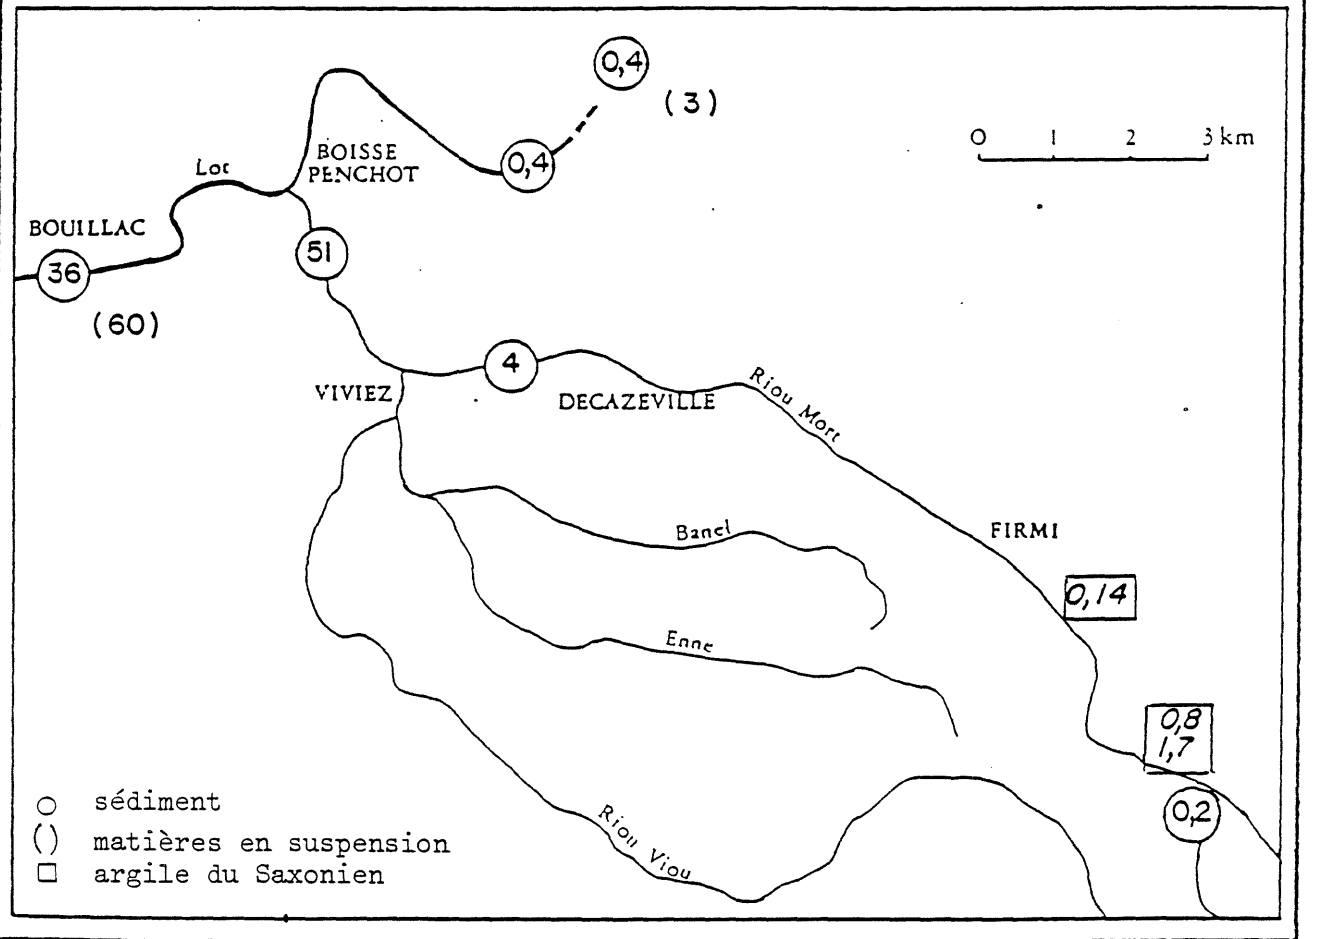 0,4
(3)
0 1 2 3 km
BOISSE
PENCHOT
0,4
Lot
BOUILLAC
51
36
(60)
4
VIVIEZ
DECAZEVILLE
Riou Mort
Banel
FIRMI
0,14
Enne
0,8
1,7
0,2
Riou Viou
○ sédiment
() matières en suspension
□ argile du Saxonien